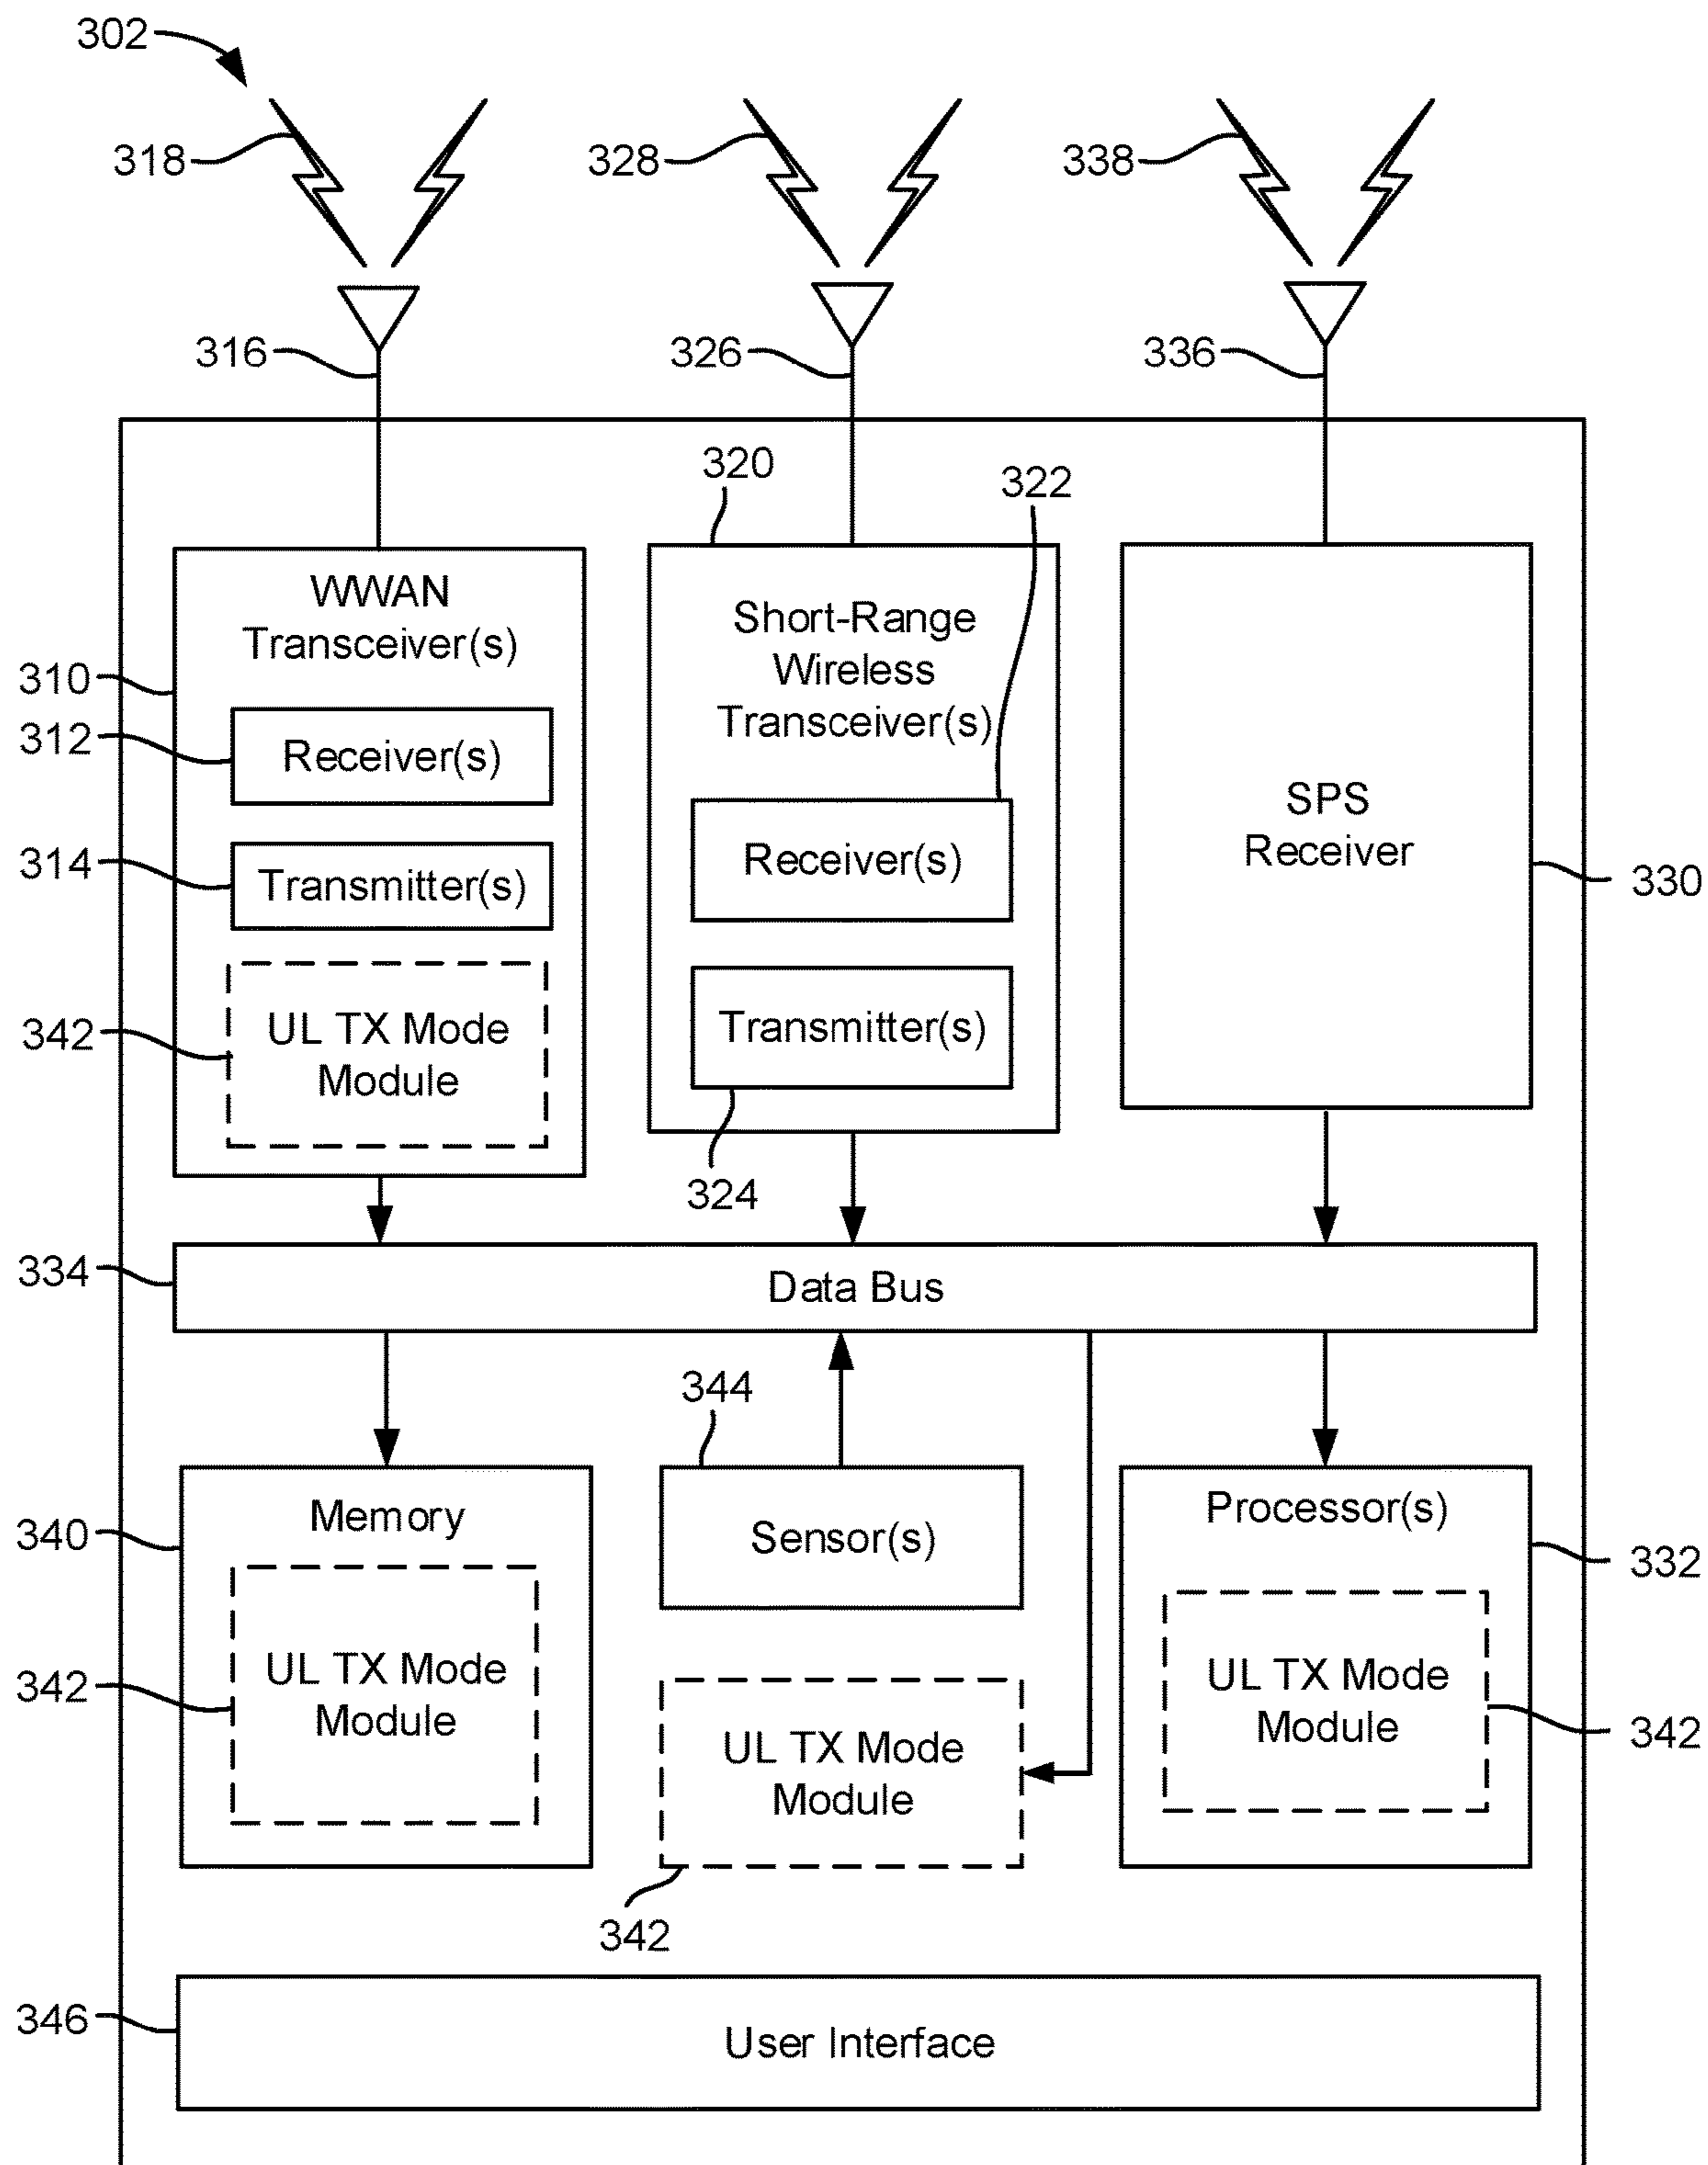 302
318
328
338
316
326
336
320
322
WWAN
Transceiver(s)
310
312
Receiver(s)
314
Transmitter(s)
342
UL TX Mode
Module
Short-Range
Wireless
Transceiver(s)
Receiver(s)
Transmitter(s)
324
SPS
Receiver
330
334
Data Bus
344
340
Memory
342
UL TX Mode
Module
Sensor(s)
UL TX Mode
Module
342
Processor(s)
332
UL TX Mode
Module
342
346
User Interface